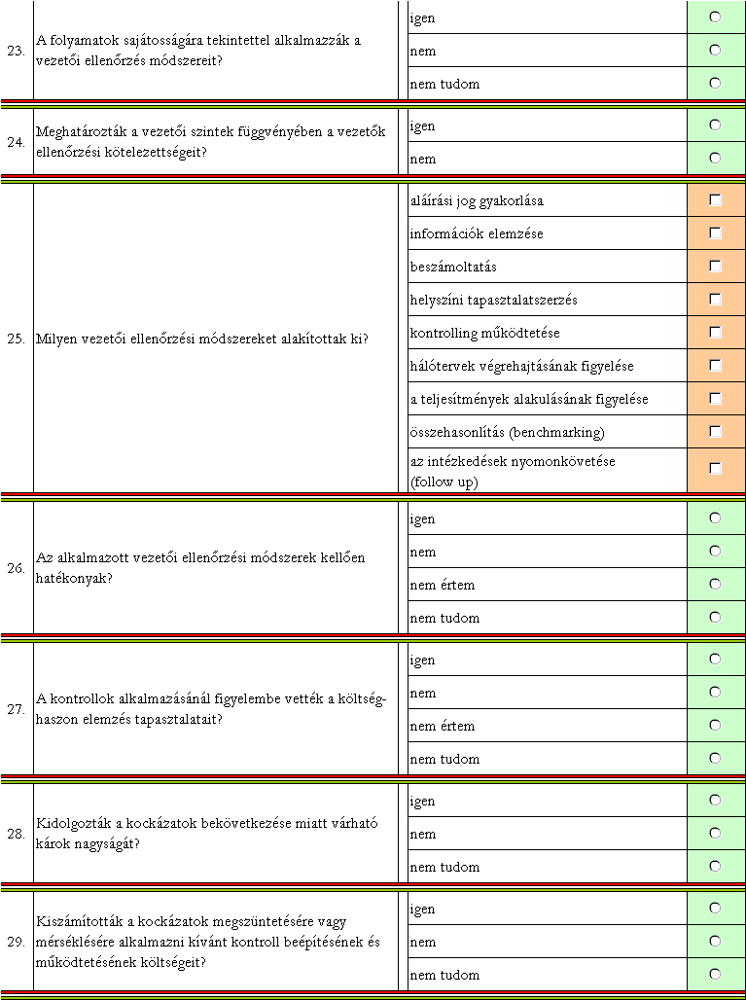 23.
A folyamatok sajátosságára tekintettel alkalmazzák a
vezetői ellenőrzés módszereit?
igen
nem
nem tudom
24.
Meghatározták a vezetői szintek függvényében a vezetők
ellenőrzési kötelezettségeit?
igen
nem
25.
Milyen vezetői ellenőrzési módszereket alakítottak ki?
aláírási jog gyakorlása
információk elemzése
beszámoltatás
helyszíni tapasztalatszerzés
kontrolling működtetése
hálótervek végrehajtásának figyelése
a teljesítmények alakulásának figyelése
összehasonlítás (benchmarking)
az intézkedések nyomonkövetése
(follow up)
26.
Az alkalmazott vezetői ellenőrzési módszerek kellően
hatékonyak?
igen
nem
nem értem
nem tudom
27.
A kontrollok alkalmazásánál figyelembe vették a költség-
haszon elemzés tapasztalatait?
igen
nem
nem értem
nem tudom
28.
Kidolgozták a kockázatok bekövetkezése miatt várható
károk nagyságát?
igen
nem
nem tudom
29.
Kiszámították a kockázatok megszüntetésére vagy
mérséklésére alkalmazni kívánt kontroll beépítésének és
működtetésének költségeit?
igen
nem
nem tudom